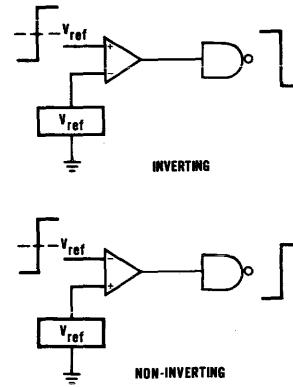 Vref
+
−
Vref
INVERTING
Vref
−
+
Vref
NON-INVERTING